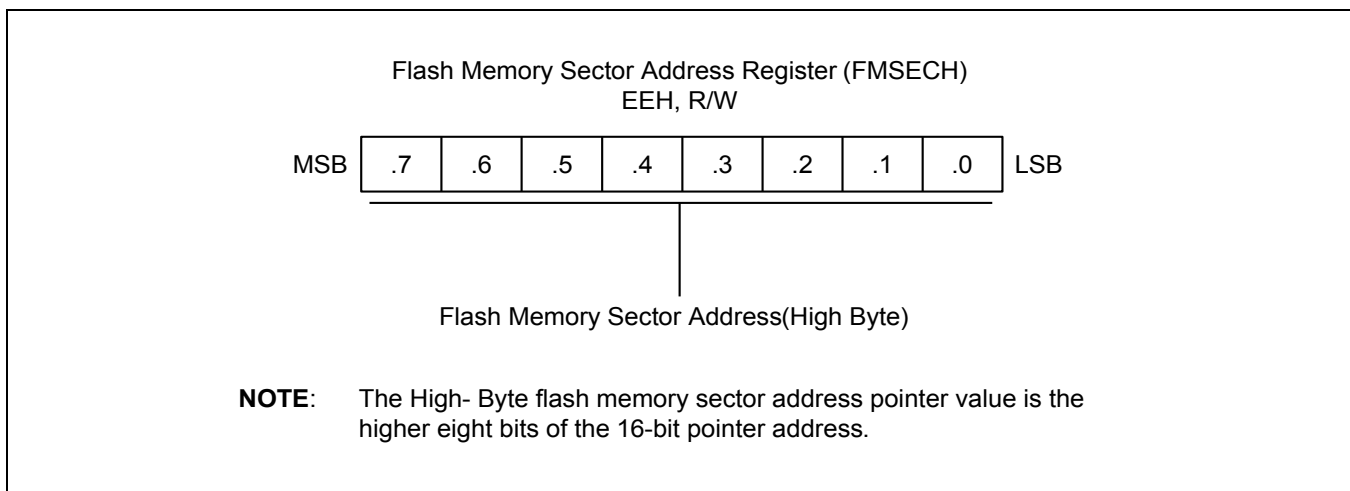 Flash Memory Sector Address Register (FMSECH)
EEH, R/W
MSB .7 .6 .5 .4 .3 .2 .1 .0 LSB
Flash Memory Sector Address(High Byte)
NOTE: The High- Byte flash memory sector address pointer value is the
higher eight bits of the 16-bit pointer address.